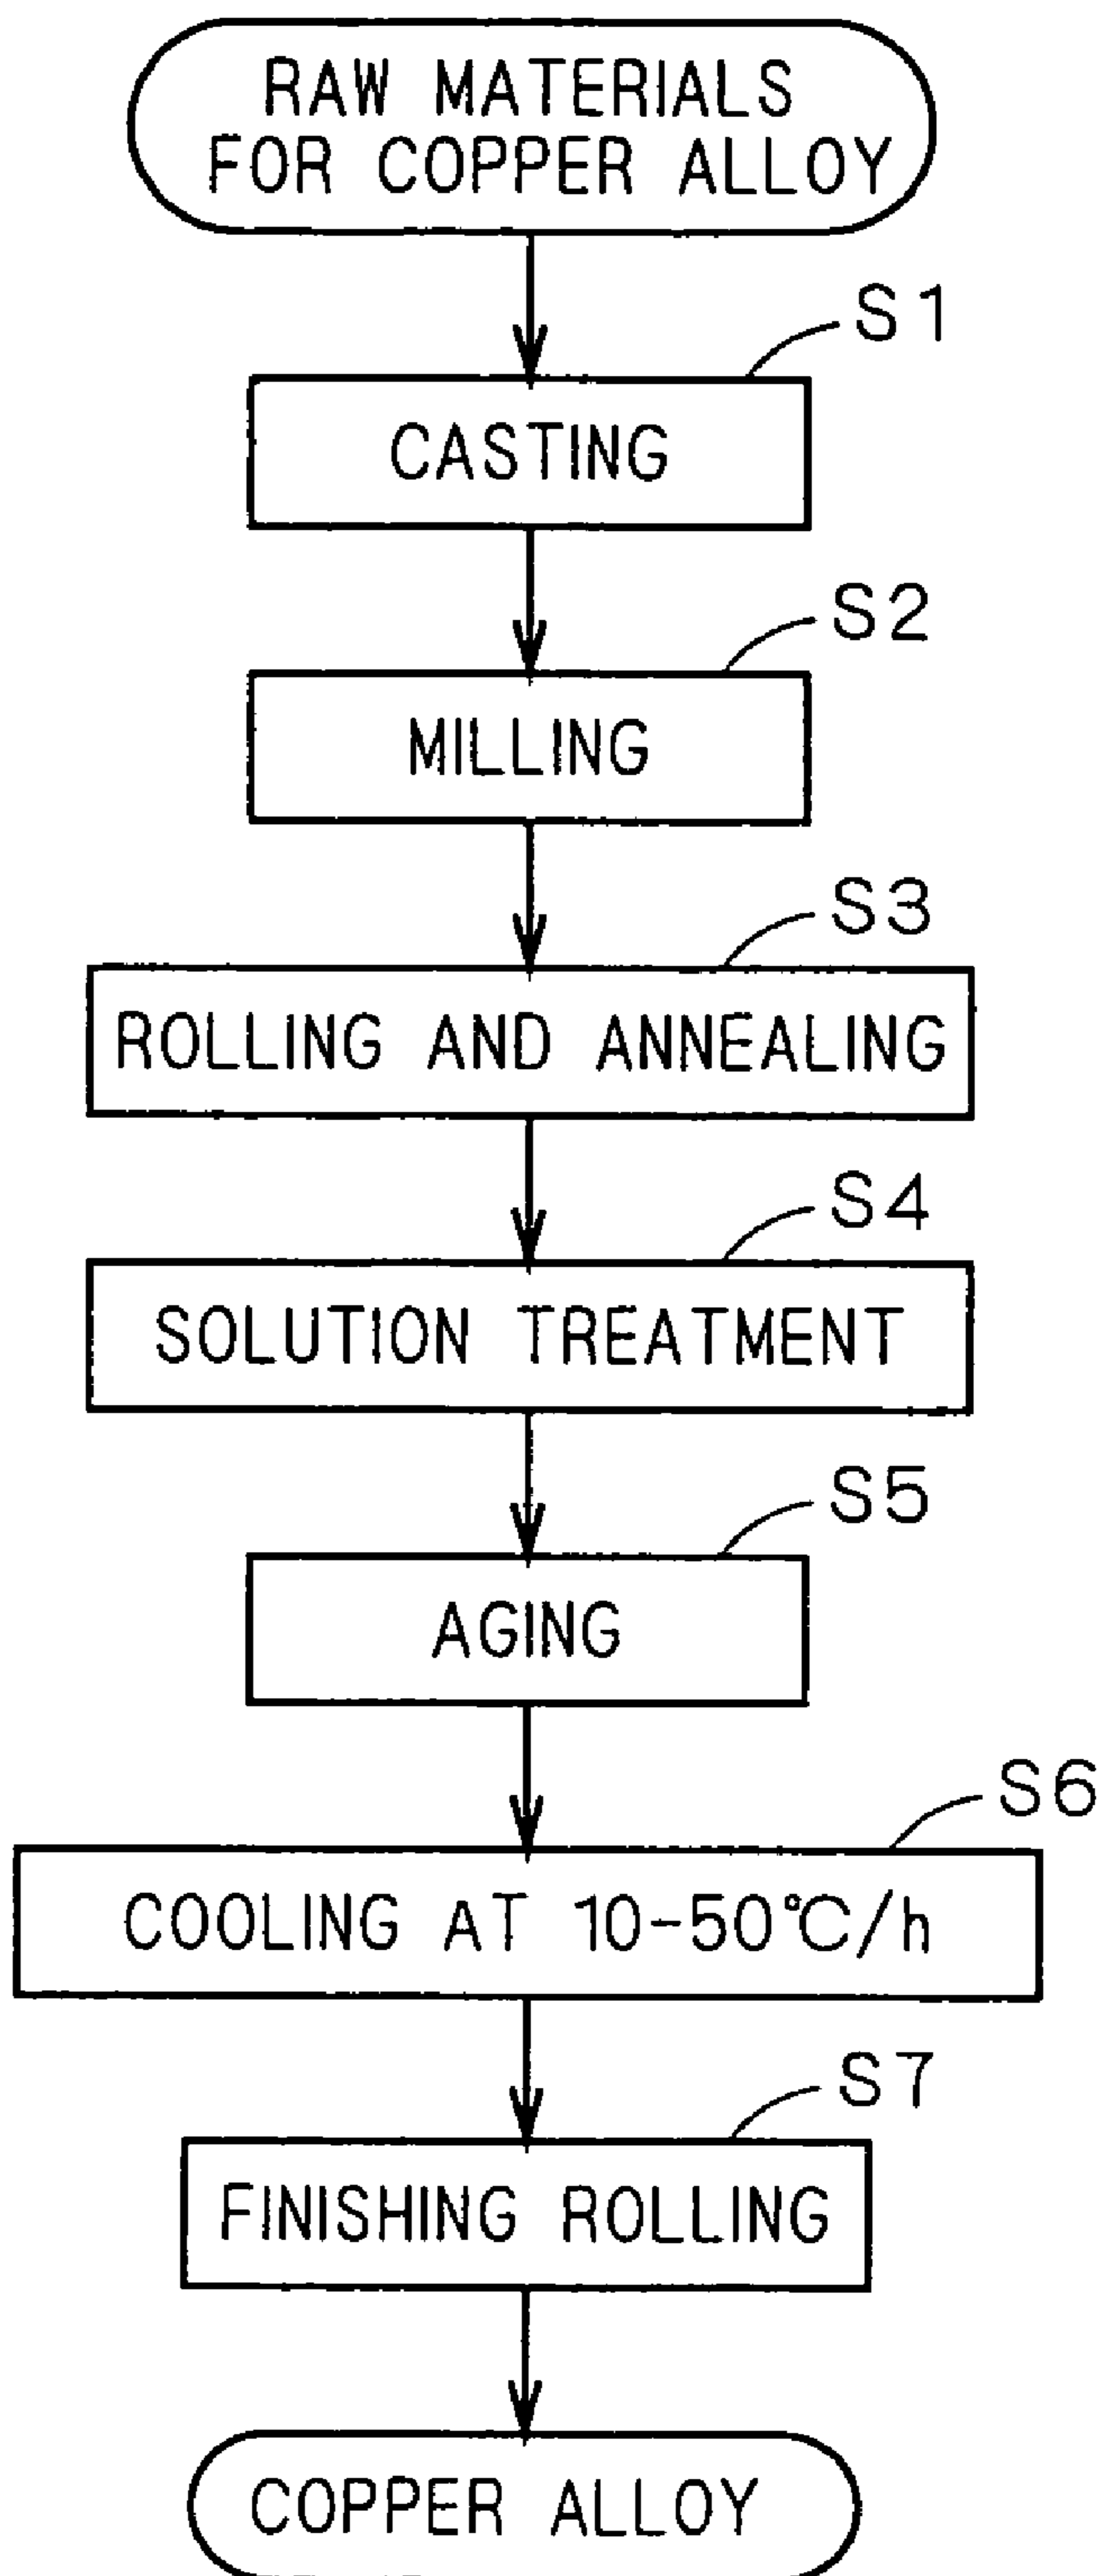 RAW MATERIALS
FOR COPPER ALLOY
S1
CASTING
S2
MILLING
S3
ROLLING AND ANNEALING
S4
SOLUTION TREATMENT
S5
AGING
S6
COOLING AT 10-50℃/h
S7
FINISHING ROLLING
COPPER ALLOY